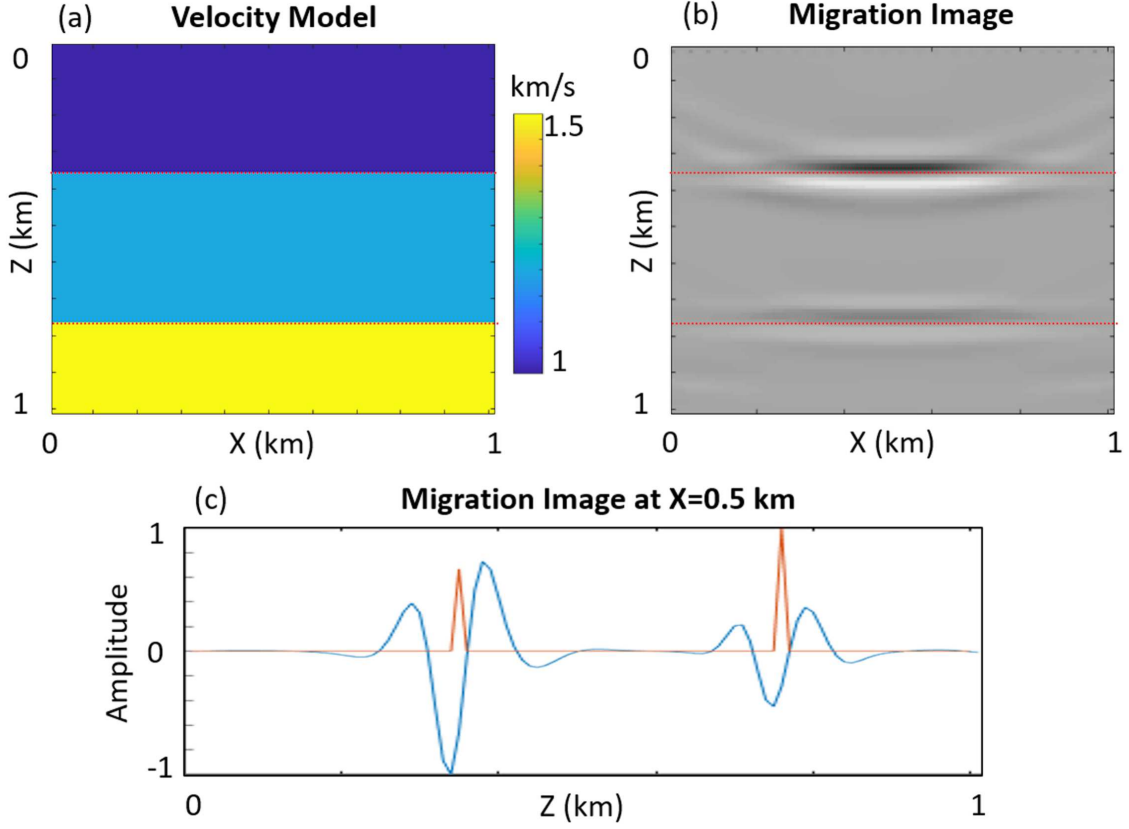 (a) Velocity Model
(b) Migration Image
0
Z (km)
1
0
X (km)
1
km/s
1.5
1
0
Z (km)
1
0
X (km)
1
(c) Migration Image at X=0.5 km
1
0
-1
Amplitude
0
Z (km)
1